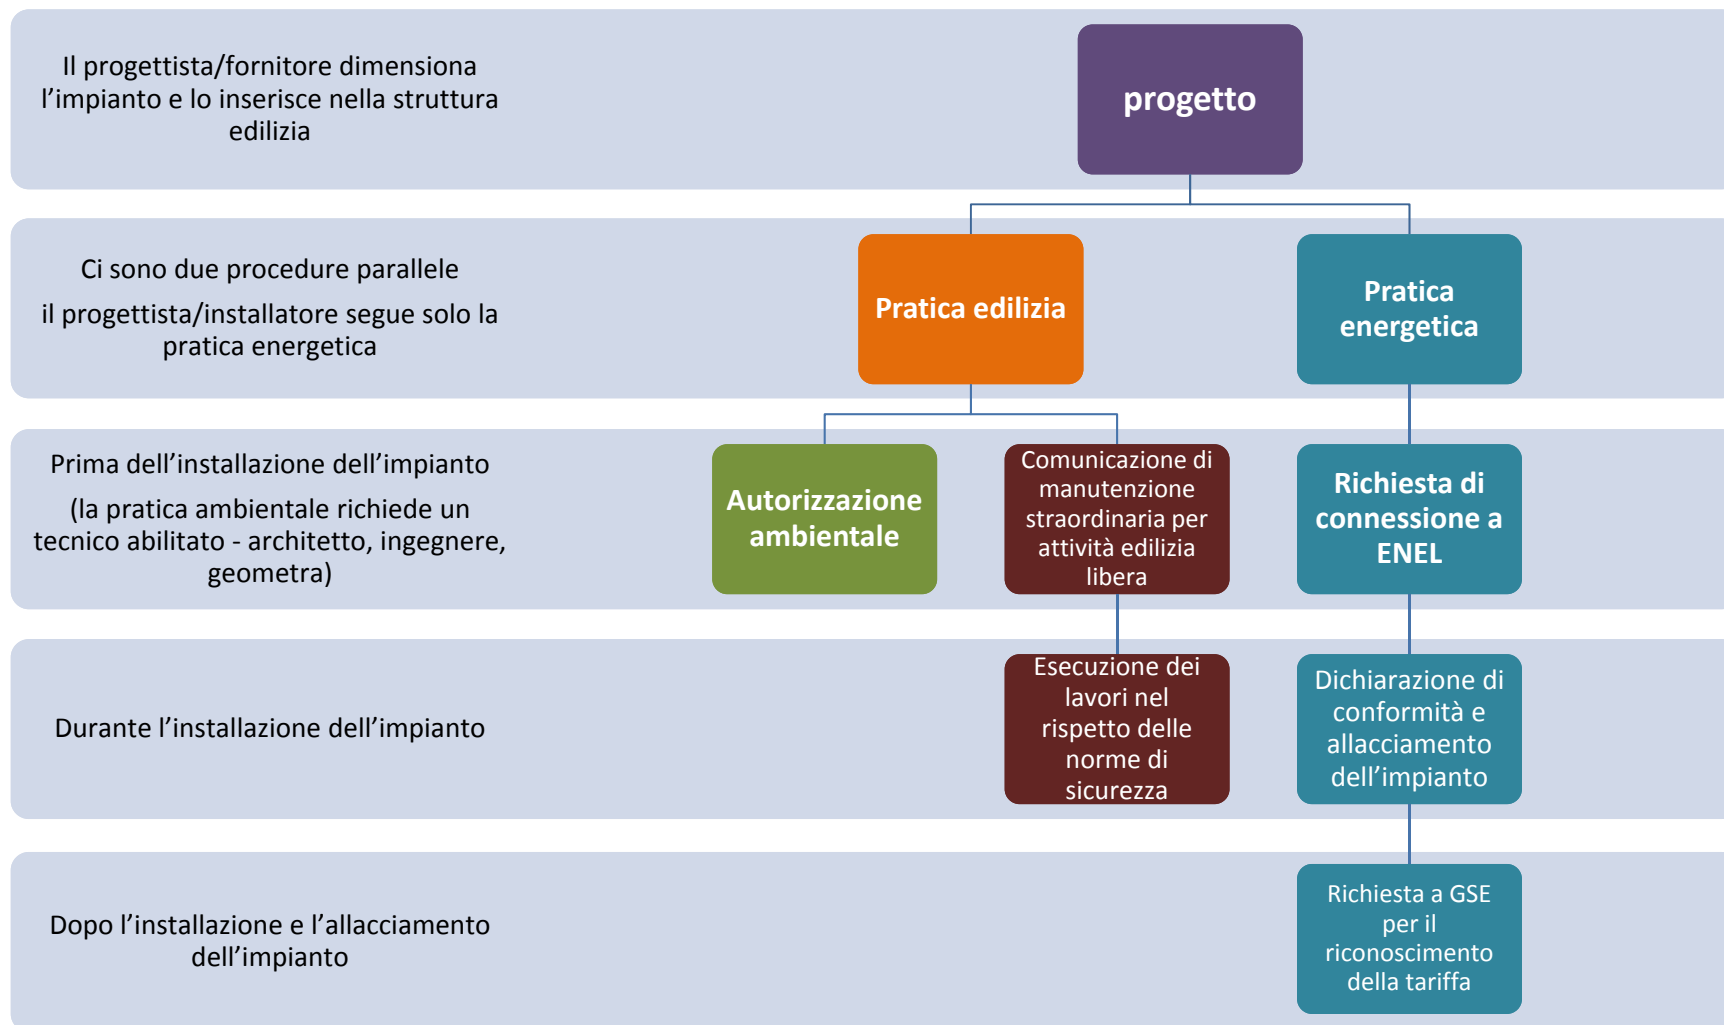 Il progettista/fornitore dimensiona
l’impianto e lo inserisce nella struttura
edilizia
progetto
Ci sono due procedure parallele
il progettista/installatore segue solo la
pratica energetica
Pratica edilizia
Pratica
energetica
Prima dell’installazione dell’impianto
(la pratica ambientale richiede un
tecnico abilitato - architetto, ingegnere,
geometra)
Autorizzazione
ambientale
Comunicazione di
manutenzione
straordinaria per
attività edilizia
libera
Richiesta di
connessione a
ENEL
Durante l’installazione dell’impianto
Esecuzione dei
lavori nel
rispetto delle
norme di
sicurezza
Dichiarazione di
conformità e
allacciamento
dell’impianto
Dopo l’installazione e l’allacciamento
dell’impianto
Richiesta a GSE
per il
riconoscimento
della tariffa